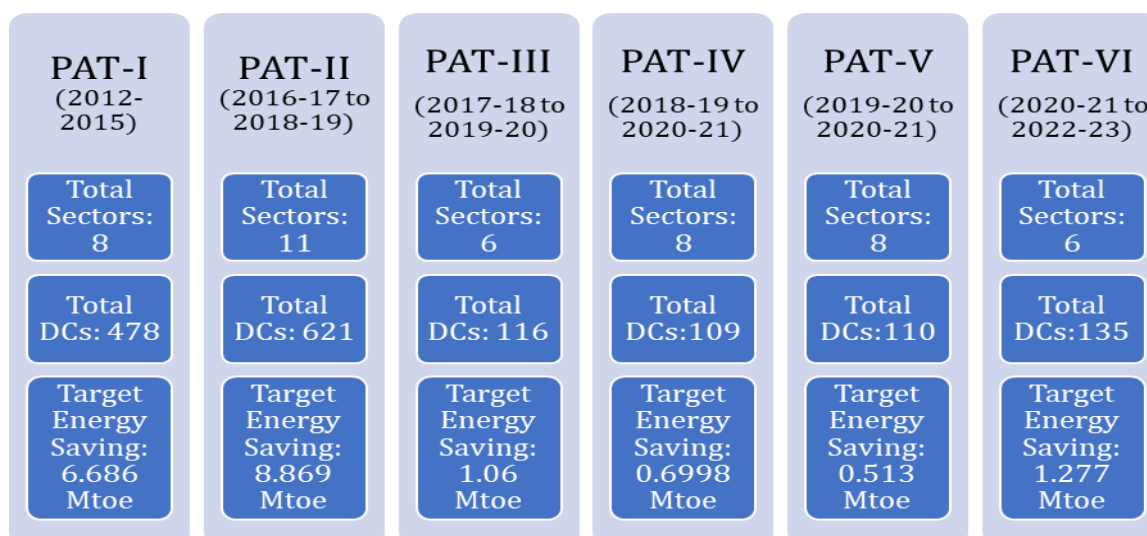 PAT-I
(2012-
2015)
Total
Sectors:
8
Total
DCs: 478
Target
Energy
Saving:
6.686
Mtoe
PAT-II
(2016-17 to
2018-19)
Total
Sectors:
11
Total
DCs: 621
Target
Energy
Saving:
8.869
Mtoe
PAT-III
(2017-18 to
2019-20)
Total
Sectors:
6
Total
DCs: 116
Target
Energy
Saving:
1.06
Mtoe
PAT-IV
(2018-19 to
2020-21)
Total
Sectors:
8
Total
DCs:109
Target
Energy
Saving:
0.6998
Mtoe
PAT-V
(2019-20 to
2020-21)
Total
Sectors:
8
Total
DCs:110
Target
Energy
Saving:
0.513
Mtoe
PAT-VI
(2020-21 to
2022-23)
Total
Sectors:
6
Total
DCs:135
Target
Energy
Saving:
1.277
Mtoe